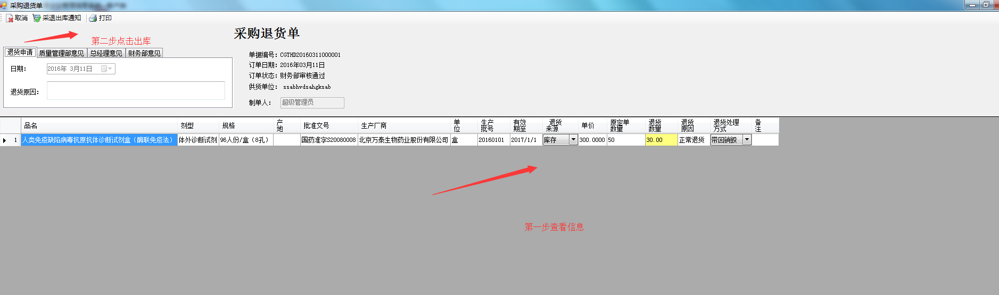 采购退货单
取消 采退出库通知 打印
采购退货单
第二步点击出库
退货申请 质量管理部意见 总经理意见 财务部意见
日期： 2016年 3月11日
退货原因：
单据编号：CGTHD20160311000001
订单日期：2016年03月11日
订单状态：财务部审核通过
供货单位： ssabhvdsahgksab
制单人： 超级管理员
品名 剂型 规格 产地 批准文号 生产厂商 单位 生产批号 有效期至 退货来源 单价 原定单数量 退货数量 退货原因 退货处理方式 备注
1 人类免疫缺陷病毒抗原抗体诊断试剂盒（酶联免疫法） 体外诊断试剂 96人份/盒（8孔） 国药准字S20080008 北京万泰生物药业股份有限公司 盒 20160101 2017/1/1 库存 300.0000 50 30.00 正常退货 带回销毁
第一步查看信息